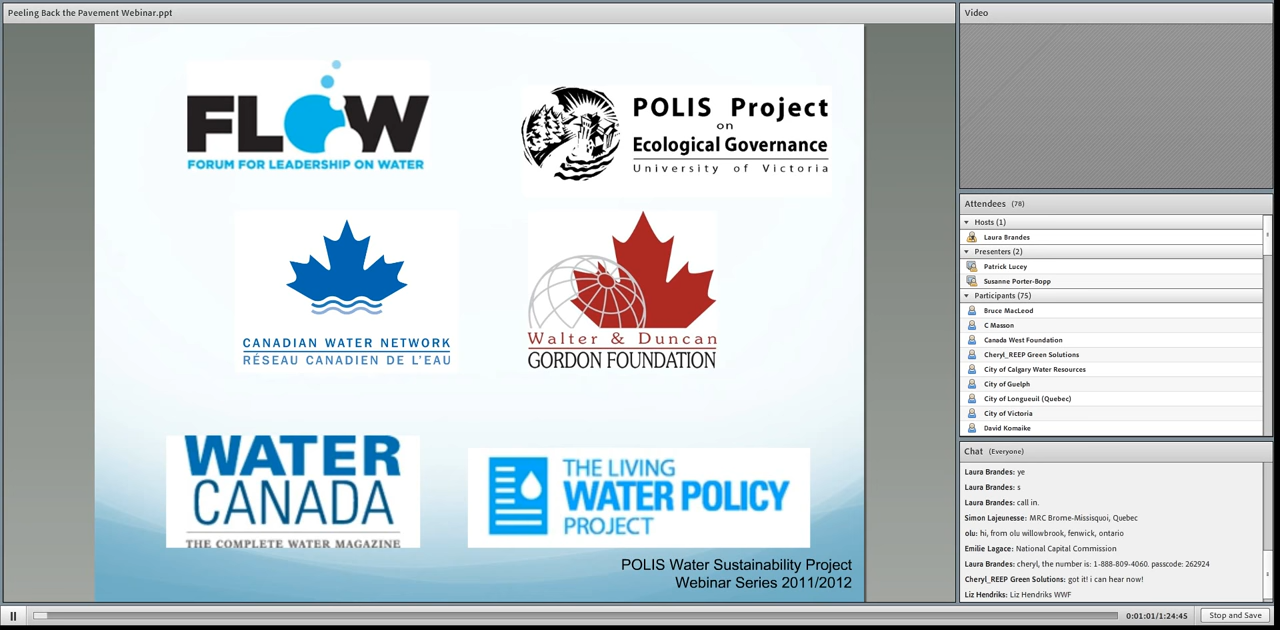 Peeling Back the Pavement Webinar.ppt
FLOW
FORUM FOR LEADERSHIP ON WATER
POLIS Project
on
Ecological Governance
University of Victoria
CANADIAN WATER NETWORK
RÉSEAU CANADIEN DE L'EAU
Walter & Duncan
GORDON FOUNDATION
WATER
CANADA
THE COMPLETE WATER MAGAZINE
THE LIVING
WATER POLICY
PROJECT
POLIS Water Sustainability Project
Webinar Series 2011/2012
Video
Attendees (78)
Hosts (1)
Laura Brandes
Presenters (2)
Patrick Lucey
Susanne Porter-Bopp
Participants (75)
Bruce MacLeod
C Masson
Canada West Foundation
Cheryl_REEP Green Solutions
City of Calgary Water Resources
City of Guelph
City of Longueuil (Quebec)
City of Victoria
David Komaike
Chat (Everyone)
Laura Brandes: ye
Laura Brandes: s
Laura Brandes: call in.
Simon Lajeunesse: MRC Brome-Missisquoi, Quebec
olu: hi, from olu willowbrook, fenwick, ontario
Emilie Lagace: National Capital Commission
Laura Brandes: cheryl, the number is: 1-888-809-4060. passcode: 262924
Cheryl_REEP Green Solutions: got it! i can hear now!
Liz Hendriks: Liz Hendriks WWF
0:01:01/1:24:45
Stop and Save